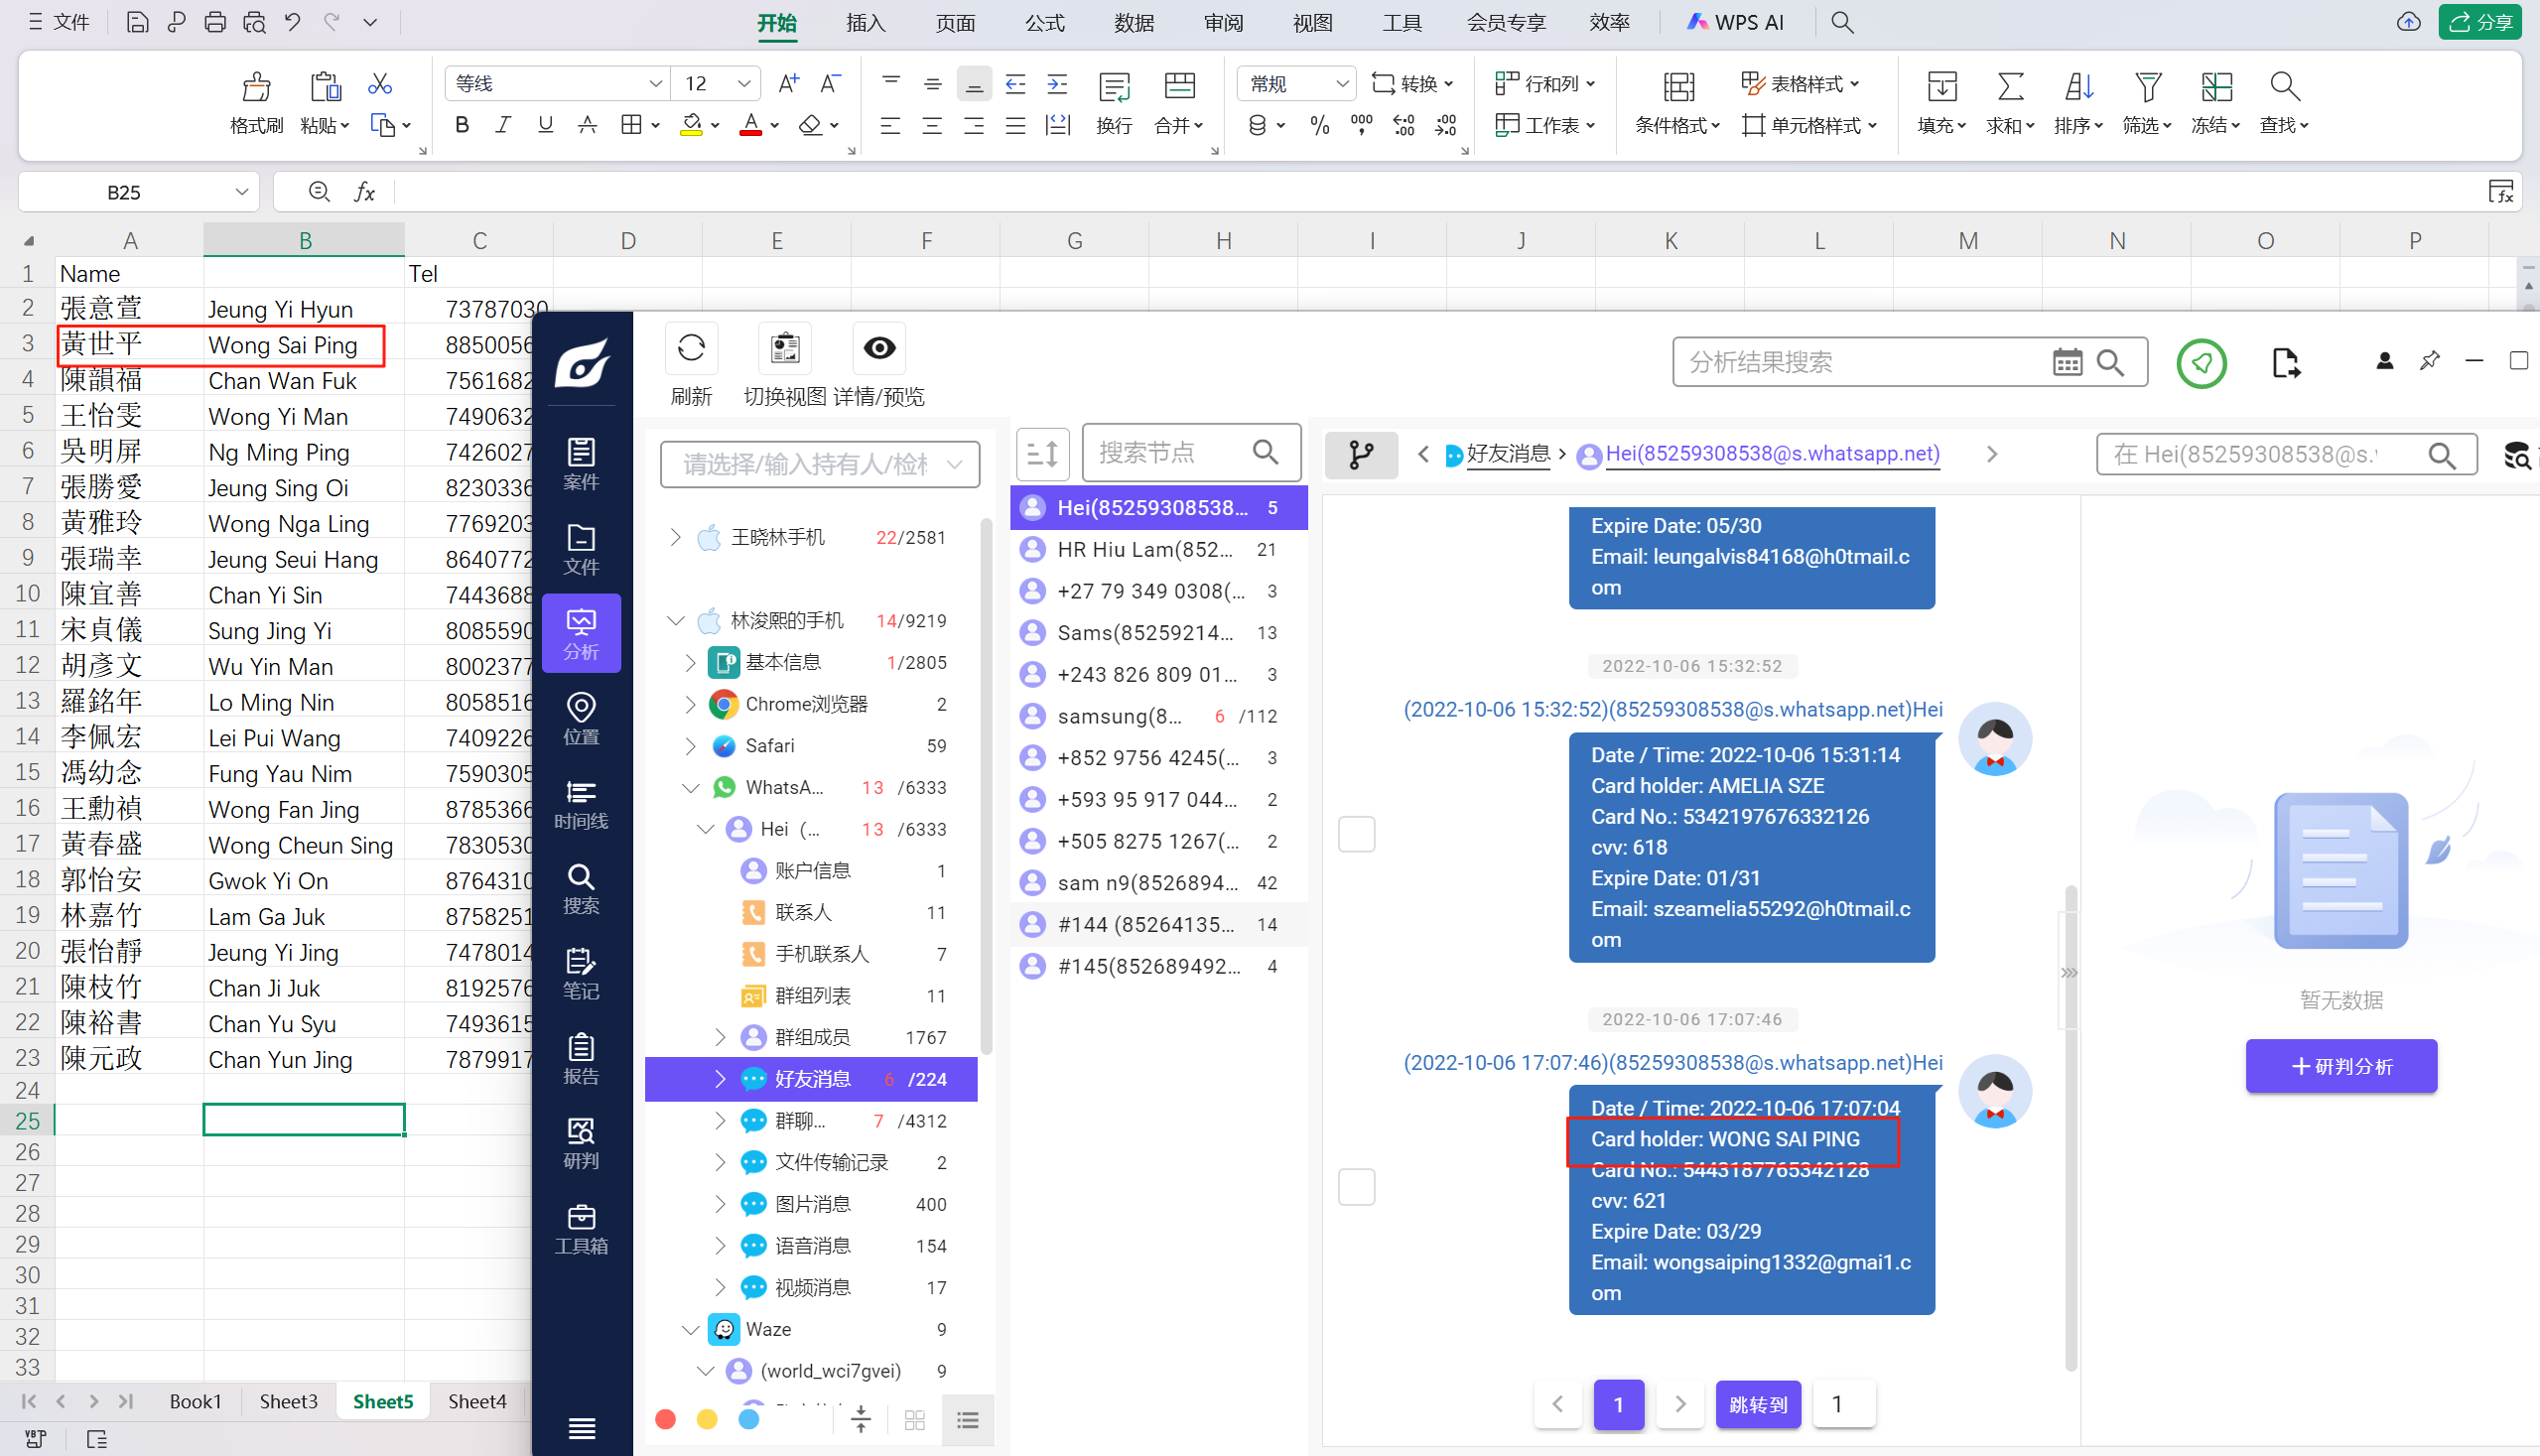 文件
开始
插入
页面
公式
数据
审阅
视图
工具
会员专享
效率
WPS AI
分享
格式刷
粘贴
等线
12
换行
合并
常规
转换
行和列
工作表
条件格式
表格样式
单元格样式
填充
求和
排序
筛选
冻结
查找
B25
A B C D E F G H I J K L M N O P
1 Name Tel
2 張意萱 Jeung Yi Hyun 73787030
3 黃世平 Wong Sai Ping 8850056
4 陳韻福 Chan Wan Fuk 7561682
5 王怡雯 Wong Yi Man 7490632
6 吳明屏 Ng Ming Ping 7426027
7 張勝愛 Jeung Sing Oi 8230336
8 黃雅玲 Wong Nga Ling 7769203
9 張瑞幸 Jeung Seui Hang 8640772
10 陳宜善 Chan Yi Sin 7443688
11 宋貞儀 Sung Jing Yi 8085590
12 胡彥文 Wu Yin Man 8002377
13 羅銘年 Lo Ming Nin 8058516
14 李佩宏 Lei Pui Wang 7409226
15 馮幼念 Fung Yau Nim 7590305
16 王勳禎 Wong Fan Jing 8785366
17 黃春盛 Wong Cheun Sing 7830530
18 郭怡安 Gwok Yi On 8764310
19 林嘉竹 Lam Ga Juk 8758251
20 張怡靜 Jeung Yi Jing 7478014
21 陳枝竹 Chan Ji Juk 8192576
22 陳裕書 Chan Yu Syu 7493615
23 陳元政 Chan Yun Jing 7879917
24
25
26
27
28
29
30
31
32
33
Book1 Sheet3 Sheet5 Sheet4
案件
文件
分析
位置
时间线
搜索
笔记
报告
研判
工具箱
刷新
切换视图
详情/预览
分析结果搜索
请选择/输入持有人/检
王晓林手机 22/2581
林浚熙的手机 14/9219
基本信息 1/2805
Chrome浏览器 2
Safari 59
WhatsA... 13 /6333
Hei（... 13 /6333
账户信息 1
联系人 11
手机联系人 7
群组列表 11
群组成员 1767
好友消息 6 /224
群聊... 7 /4312
文件传输记录 2
图片消息 400
语音消息 154
视频消息 17
Waze 9
(world_wci7gvei) 9
搜索节点
Hei(85259308538... 5
HR Hiu Lam(852... 21
+27 79 349 0308(... 3
Sams(85259214... 13
+243 826 809 01... 3
samsung(8... 6 /112
+852 9756 4245(... 3
+593 95 917 044... 2
+505 8275 1267(... 2
sam n9(8526894... 42
#144 (85264135... 14
#145(852689492... 4
好友消息
Hei(85259308538@s.whatsapp.net)
在 Hei(85259308538@s.
Expire Date: 05/30
Email: leungalvis84168@h0tmail.c
om
2022-10-06 15:32:52
(2022-10-06 15:32:52)(85259308538@s.whatsapp.net)Hei
Date / Time: 2022-10-06 15:31:14
Card holder: AMELIA SZE
Card No.: 5342197676332126
cvv: 618
Expire Date: 01/31
Email: szeamelia55292@h0tmail.c
om
2022-10-06 17:07:46
(2022-10-06 17:07:46)(85259308538@s.whatsapp.net)Hei
Date / Time: 2022-10-06 17:07:04
Card holder: WONG SAI PING
Card No.: 5443187765342128
cvv: 621
Expire Date: 03/29
Email: wongsaiping1332@gmai1.c
om
1
跳转到
1
暂无数据
+研判分析